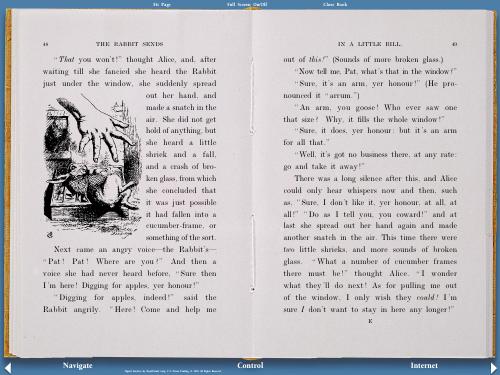 Fit Page
Full Screen On/Off
Close Book
48
THE RABBIT SENDS
"That you won't!" thought Alice, and, after
waiting till she fancied she heard the Rabbit
just under the window, she suddenly spread
out her hand, and
made a snatch in the
air. She did not get
hold of anything, but
she heard a little
shriek and a fall,
and a crash of bro-
ken glass, from which
she concluded that
it was just possible
it had fallen into a
cucumber-frame, or
something of the sort.
Next came an angry voice—the Rabbit's—
"Pat! Pat! Where are you?" And then a
voice she had never heard before, "Sure then
I'm here! Digging for apples, yer honour!"
"Digging for apples, indeed!" said the
Rabbit angrily. "Here! Come and help me
IN A LITTLE BILL.
49
out of this!" (Sounds of more broken glass.)
"Now tell me, Pat, what's that in the window?"
"Sure, it's an arm, yer honour!" (He pro-
nounced it "arrum.")
"An arm, you goose! Who ever saw one
that size? Why, it fills the whole window!"
"Sure, it does, yer honour: but it's an arm
for all that."
"Well, it's got no business there, at any rate:
go and take it away!"
There was a long silence after this, and Alice
could only hear whispers now and then, such
as, "Sure, I don't like it, yer honour, at all, at
all!" "Do as I tell you, you coward!" and at
last she spread out her hand again and made
another snatch in the air. This time there were
two little shrieks, and more sounds of broken
glass. "What a number of cucumber frames
there must be!" thought Alice. "I wonder
what they'll do next! As for pulling me out
of the window, I only wish they could! I'm
sure I don't want to stay in here any longer!"
E
Navigate
Control
Internet